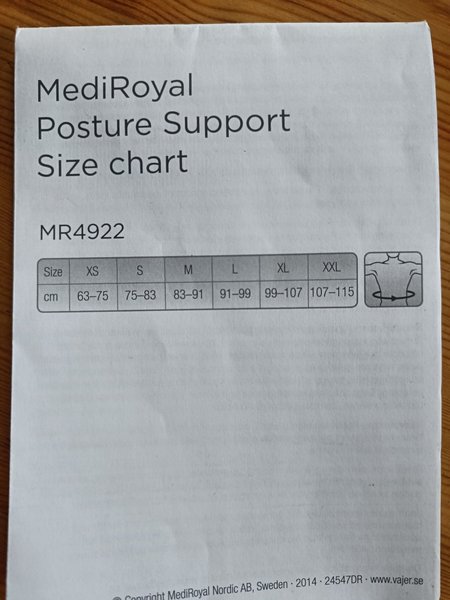 MediRoyal
Posture Support
Size chart
MR4922
Size XS S M L XL XXL
cm 63–75 75–83 83–91 91–99 99–107 107–115
© Copyright MediRoyal Nordic AB, Sweden · 2014 · 24547DR · www.vajer.se